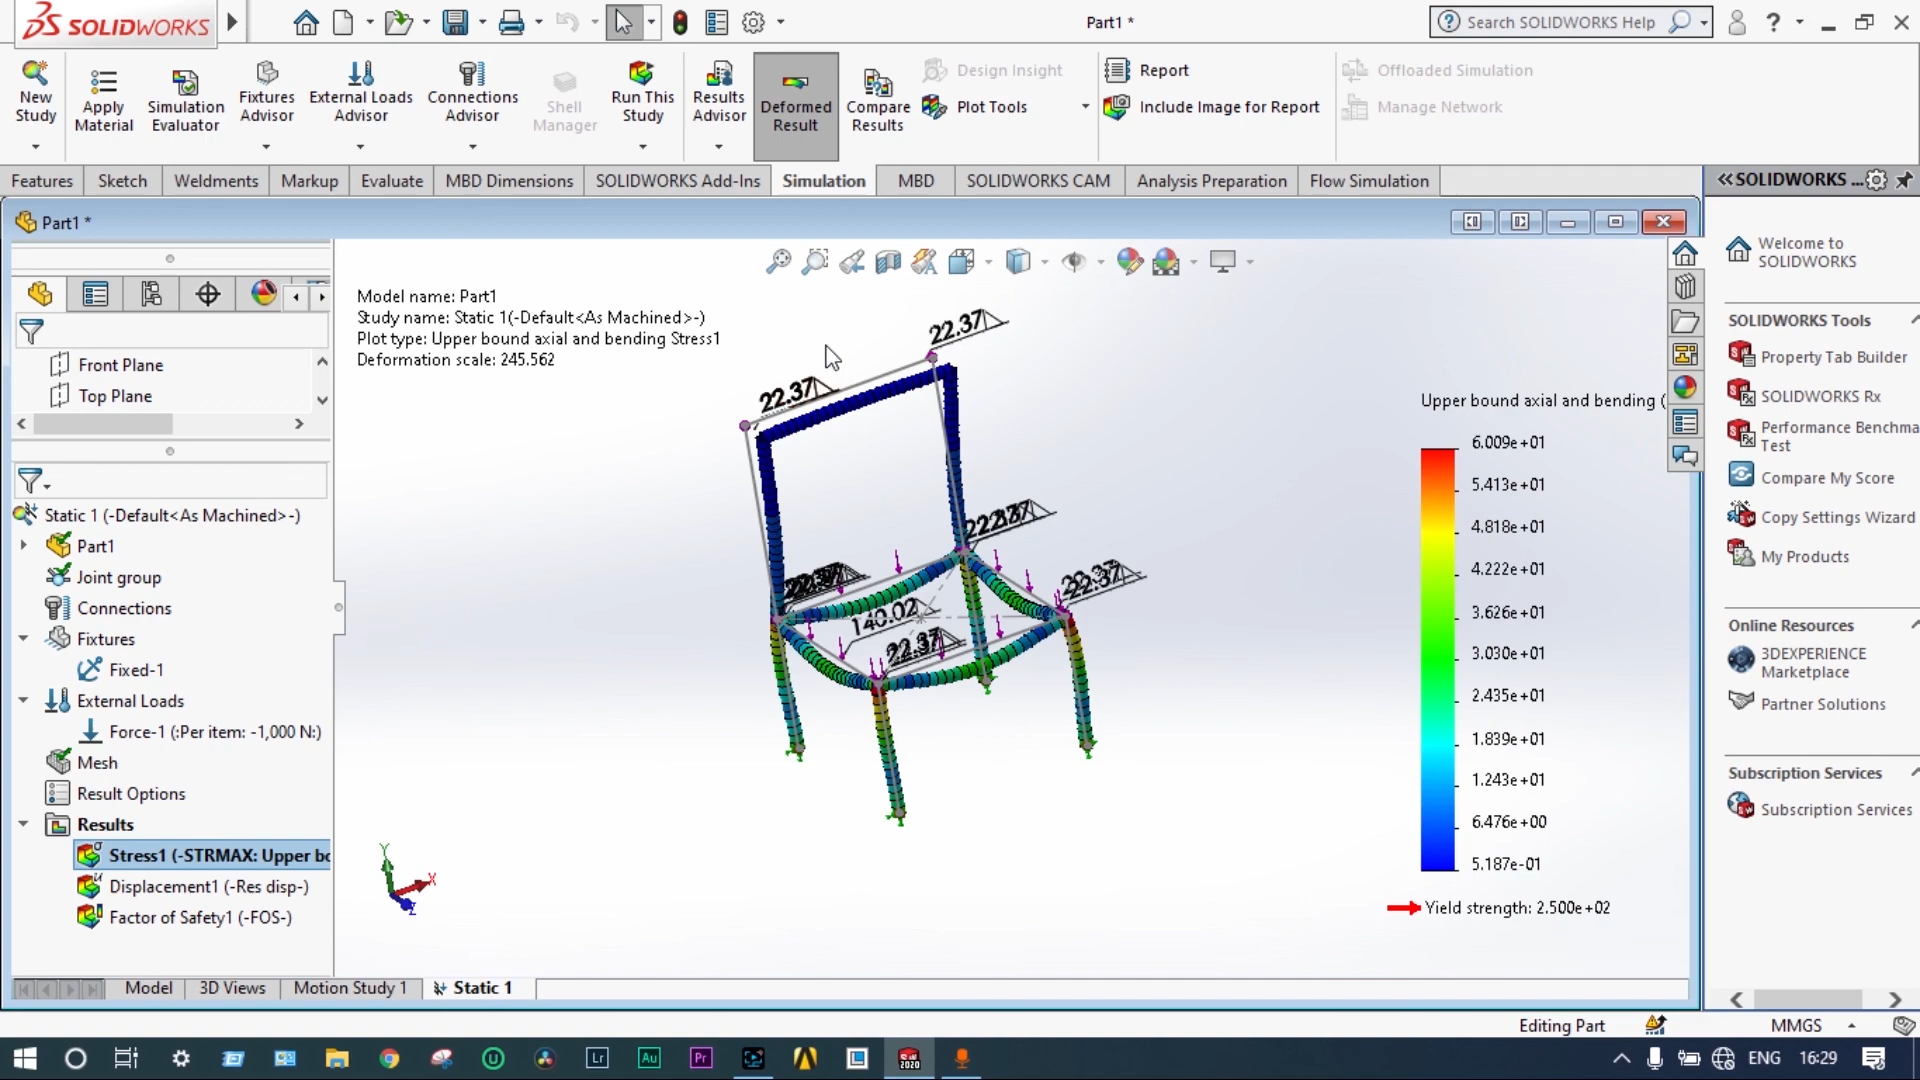 SOLIDWORKS
Part1 *
Search SOLIDWORKS Help
New Study
Apply Material
Simulation Evaluator
Fixtures Advisor
External Loads Advisor
Connections Advisor
Shell Manager
Run This Study
Results Advisor
Deformed Result
Compare Results
Design Insight
Plot Tools
Report
Include Image for Report
Offloaded Simulation
Manage Network
Features
Sketch
Weldments
Markup
Evaluate
MBD Dimensions
SOLIDWORKS Add-Ins
Simulation
MBD
SOLIDWORKS CAM
Analysis Preparation
Flow Simulation
SOLIDWORKS ...
Part1 *
Front Plane
Top Plane
Static 1 (-Default<As Machined>-)
Part1
Joint group
Connections
Fixtures
Fixed-1
External Loads
Force-1 (:Per item: -1,000 N:)
Mesh
Result Options
Results
Stress1 (-STRMAX: Upper bo
Displacement1 (-Res disp-)
Factor of Safety1 (-FOS-)
Model name: Part1
Study name: Static 1(-Default<As Machined>-)
Plot type: Upper bound axial and bending Stress1
Deformation scale: 245.562
22.37
22.37
22.37
140.02
22.37
22.37
Y
X
Z
Upper bound axial and bending (
6.009e+01
5.413e+01
4.818e+01
4.222e+01
3.626e+01
3.030e+01
2.435e+01
1.839e+01
1.243e+01
6.476e+00
5.187e-01
Yield strength: 2.500e+02
Welcome to
SOLIDWORKS
SOLIDWORKS Tools
Property Tab Builder
SOLIDWORKS Rx
Performance Benchma
Test
Compare My Score
Copy Settings Wizard
My Products
Online Resources
3DEXPERIENCE
Marketplace
Partner Solutions
Subscription Services
Subscription Services
Model
3D Views
Motion Study 1
Static 1
Editing Part
MMGS
Lr
Au
Pr
SW
2020
ENG
16:29